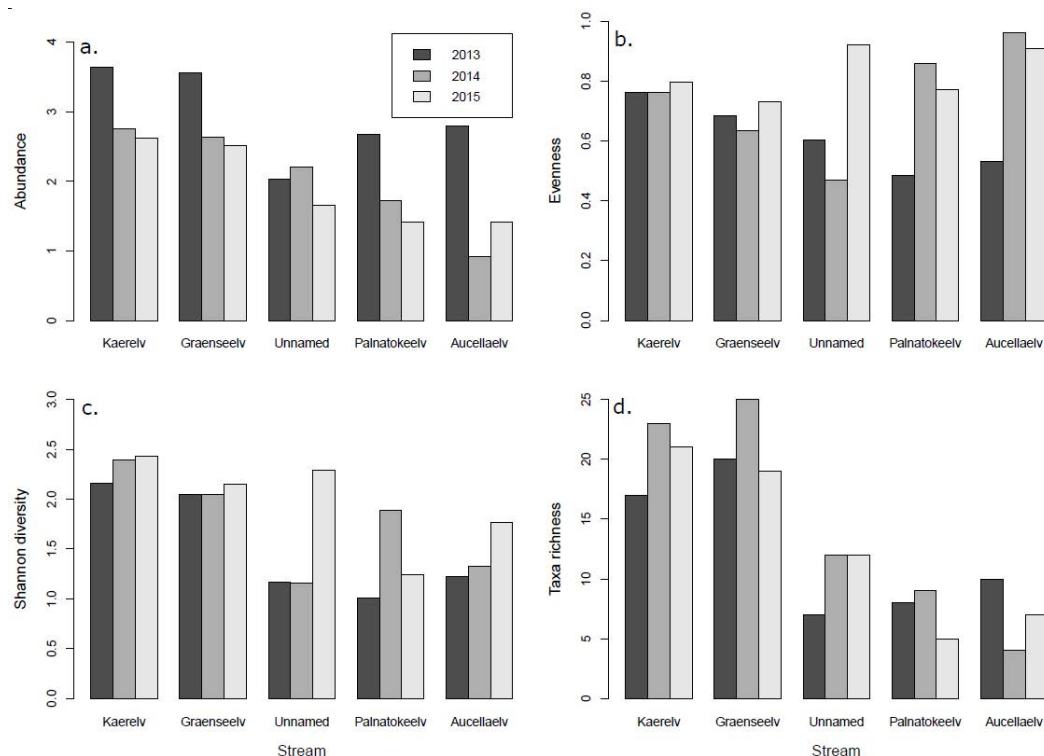 a.
4
3
2
1
0
Abundance
2013
2014
2015
Kaerelv Graenseelv Unnamed Palnatokeelv Aucellaelv
b.
1.0
0.8
0.6
0.4
0.2
0.0
Evenness
Kaerelv Graenseelv Unnamed Palnatokeelv Aucellaelv
c.
3.0
2.5
2.0
1.5
1.0
0.5
0.0
Shannon diversity
Kaerelv Graenseelv Unnamed Palnatokeelv Aucellaelv
Stream
d.
25
20
15
10
5
0
Taxa richness
Kaerelv Graenseelv Unnamed Palnatokeelv Aucellaelv
Stream